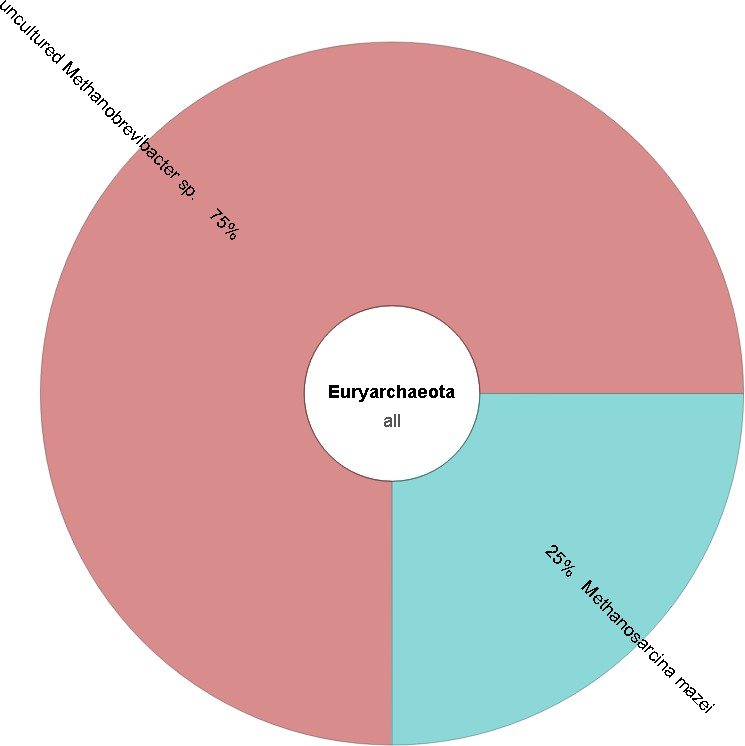 uncultured Methanobrevibacter sp. 75%
Euryarchaeota
all
25% Methanosarcina mazei